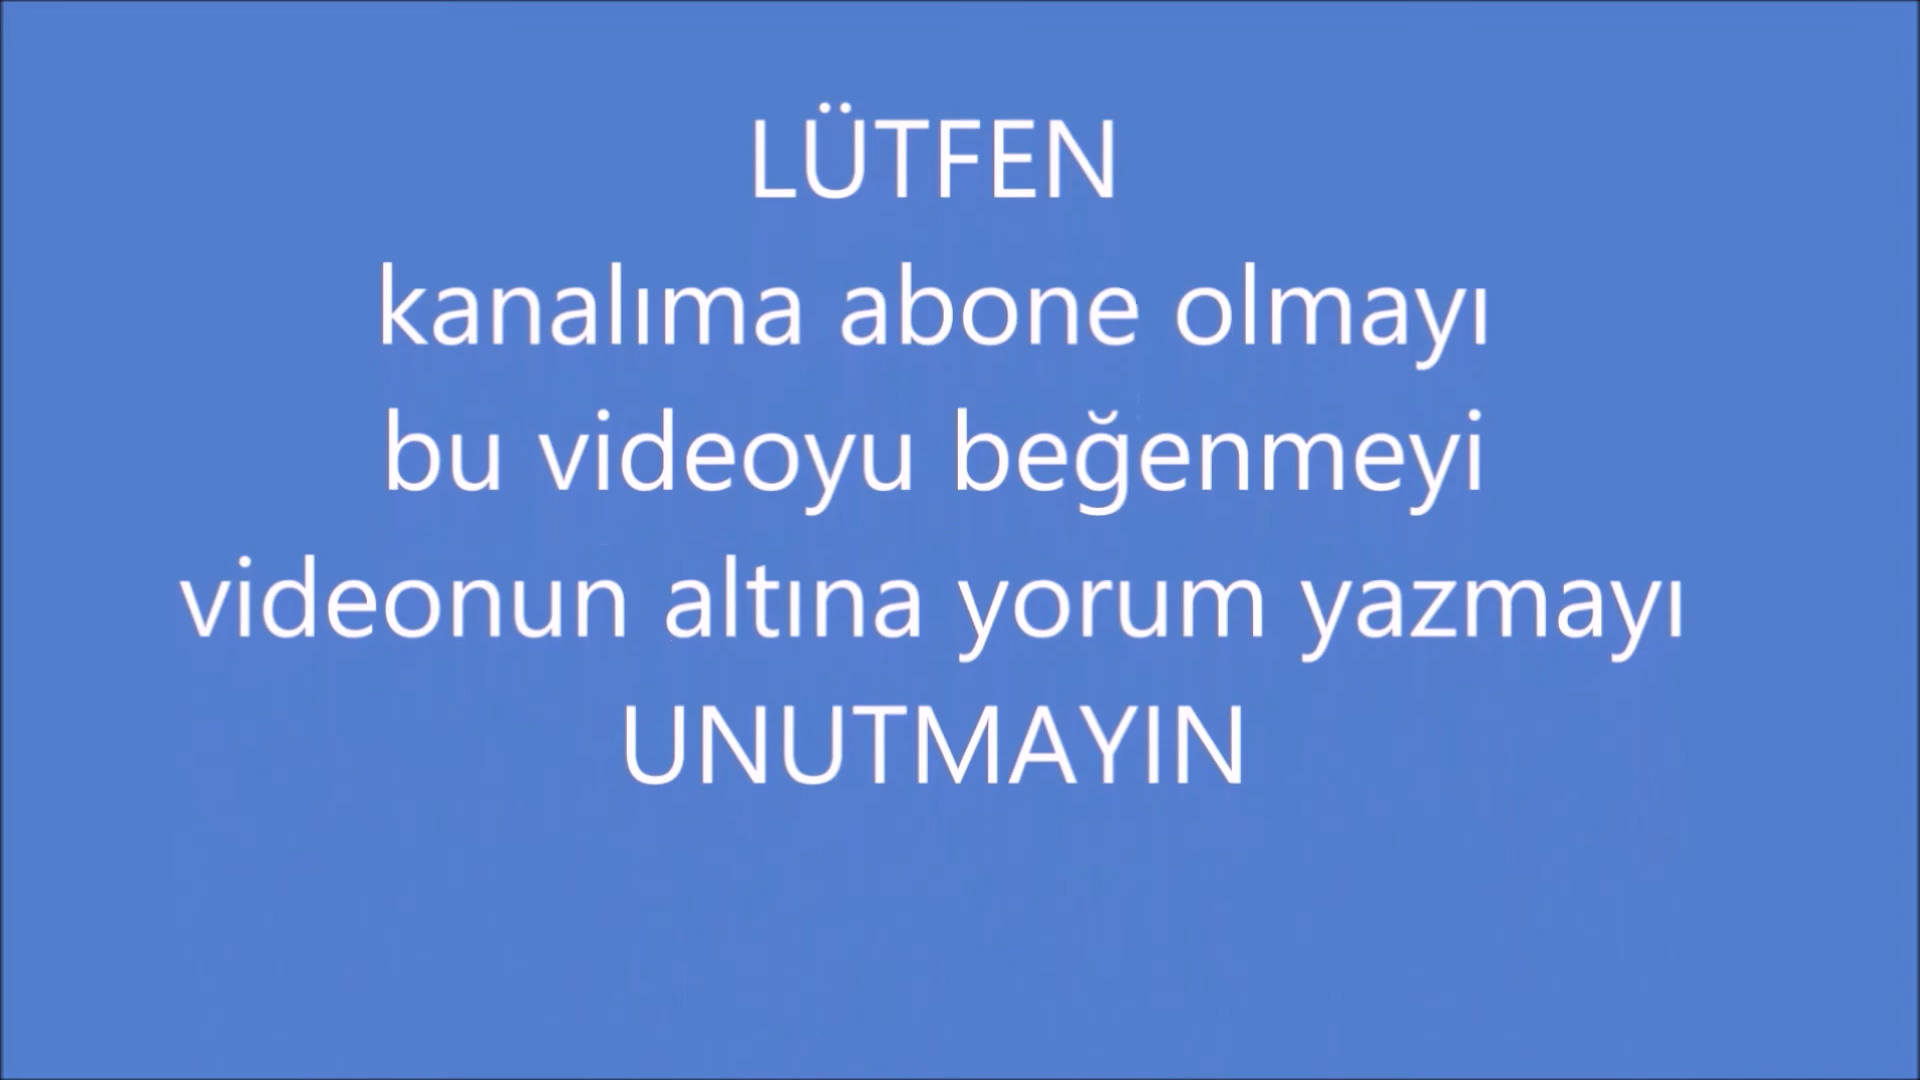 LÜTFEN
kanalıma abone olmayı
bu videoyu beğenmeyi
videonun altına yorum yazmayı
UNUTMAYIN